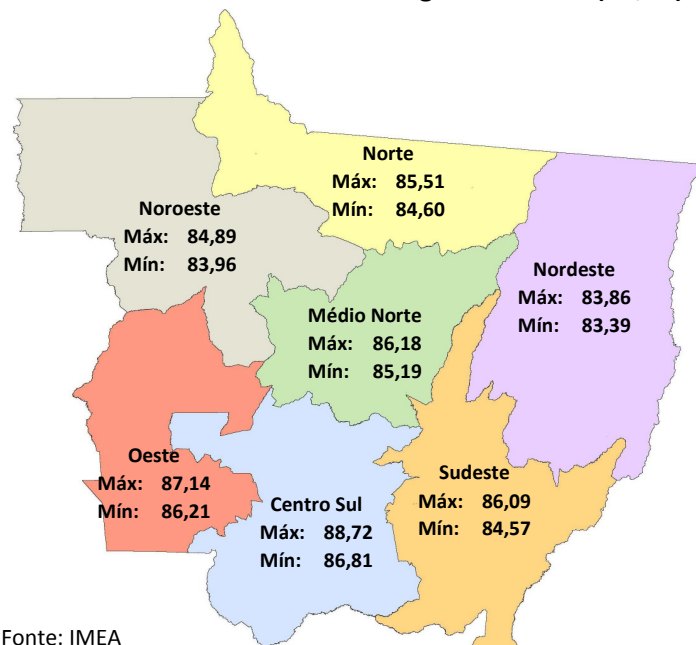 Norte
Máx: 85,51
Mín: 84,60
Noroeste
Máx: 84,89
Mín: 83,96
Nordeste
Máx: 83,86
Mín: 83,39
Médio Norte
Máx: 86,18
Mín: 85,19
Oeste
Máx: 87,14
Mín: 86,21
Centro Sul
Máx: 88,72
Mín: 86,81
Sudeste
Máx: 86,09
Mín: 84,57
Fonte: IMEA